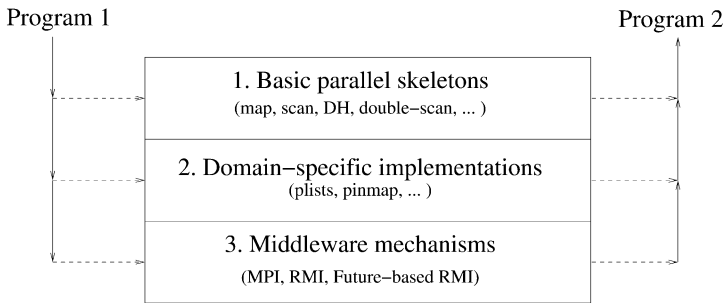 Program 1
Program 2
1. Basic parallel skeletons
(map, scan, DH, double−scan, ... )
2. Domain−specific implementations
(plists, pinmap, ... )
3. Middleware mechanisms
(MPI, RMI, Future-based RMI)